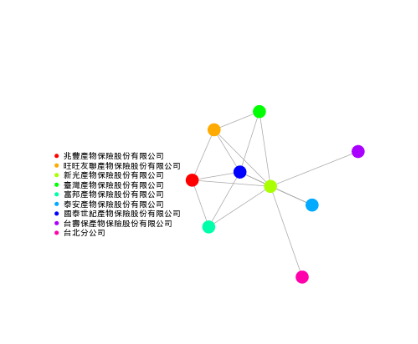 兆豐產物保險股份有限公司
旺旺友聯產物保險股份有限公司
新光產物保險股份有限公司
臺灣產物保險股份有限公司
富邦產物保險股份有限公司
泰安產物保險股份有限公司
國泰世紀產物保險股份有限公司
台壽保產物保險股份有限公司
台北分公司